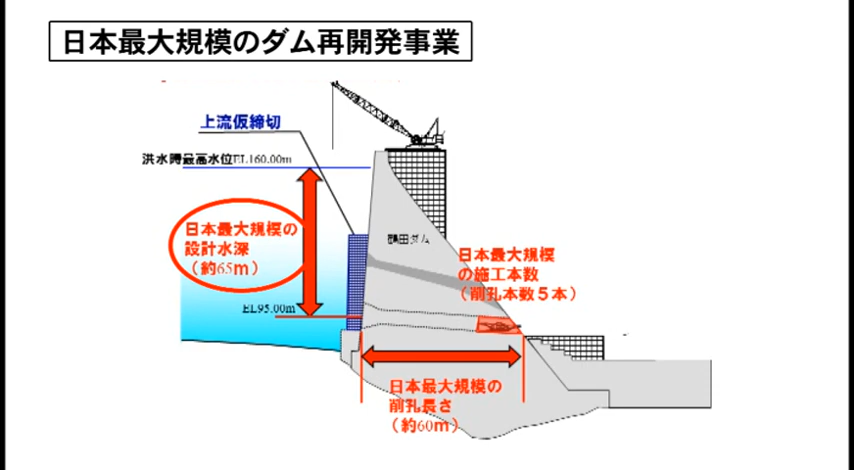 日本最大規模のダム再開発事業
上流仮締切
洪水時最高水位EL160.00m
日本最大規模の
設計水深
（約65m）
鶴田ダム
日本最大規模
の施工本数
（削孔本数５本）
EL95.00m
日本最大規模の
削孔長さ
（約60m）